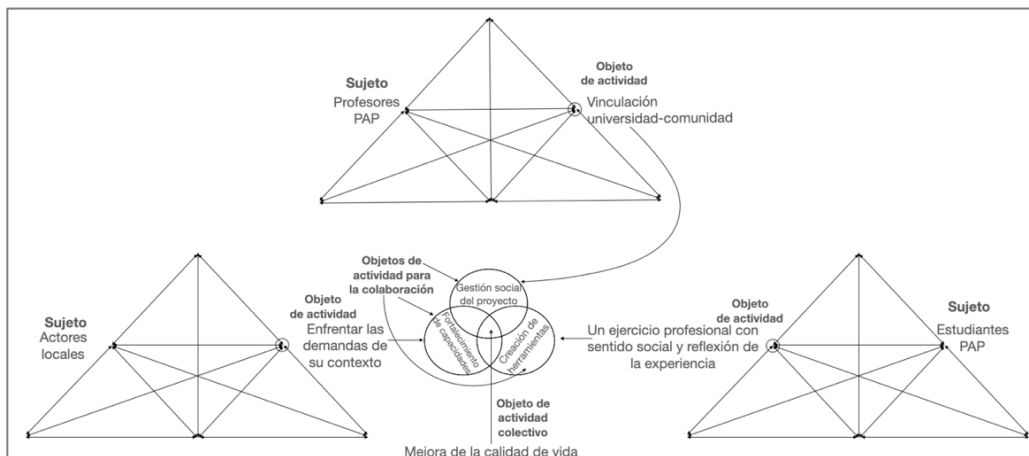 Sujeto
Profesores
PAP
Objeto
de actividad
Vinculación
universidad-comunidad
Sujeto
Actores
locales
Objeto
de actividad
Enfrentar las
demandas de
su contexto
Objetos de
actividad para
la colaboración
Gestión social
del proyecto
Fortalecimiento
de capacidades
Creación de
herramientas
Objeto de
actividad
colectivo
Mejora de la calidad de vida
Objeto
de actividad
Un ejercicio profesional con
sentido social y reflexión de
la experiencia
Sujeto
Estudiantes
PAP